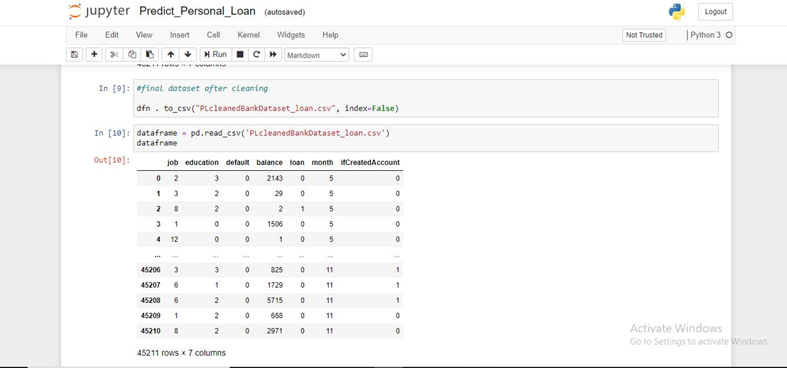 jupyter Predict_Personal_Loan (autosaved)
Logout
File Edit View Insert Cell Kernel Widgets Help
Not Trusted
Python 3
Run
Markdown
45211 rows × 7 columns
In [9]: #final dataset after cleaning
dfn . to_csv("PLcleanedBankDataset_loan.csv", index=False)
In [10]: dataframe = pd.read_csv('PLcleanedBankDataset_loan.csv')
dataframe
Out[10]:
job education default balance loan month ifCreatedAccount
0 2 3 0 2143 0 5 0
1 3 2 0 29 0 5 0
2 8 2 0 2 1 5 0
3 1 0 0 1506 0 5 0
4 12 0 0 1 0 5 0
... ... ... ... ... ... ... ...
45206 3 3 0 825 0 11 1
45207 6 1 0 1729 0 11 1
45208 6 2 0 5715 0 11 1
45209 1 2 0 668 0 11 0
45210 8 2 0 2971 0 11 0
45211 rows × 7 columns
Activate Windows
Go to Settings to activate Windows.